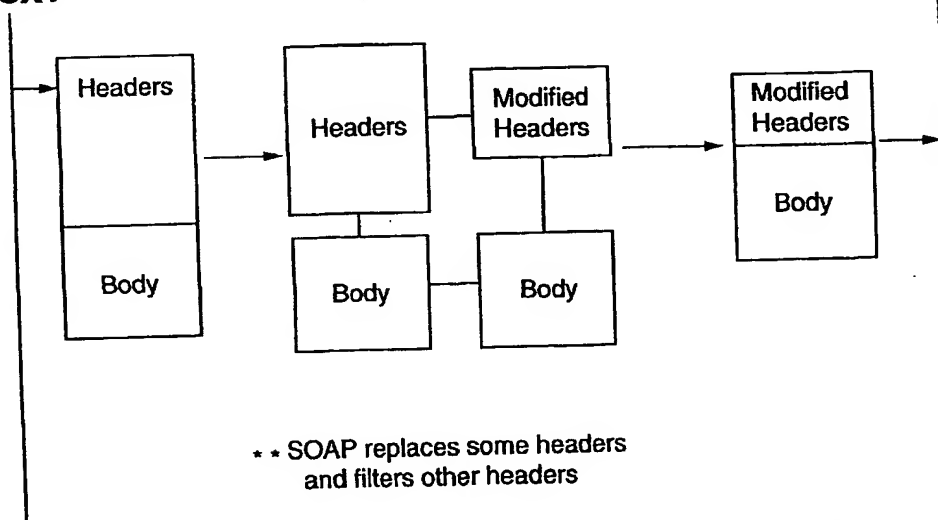 Headers
Body
Headers
Body
Modified
Headers
Body
Modified
Headers
Body
* * SOAP replaces some headers
and filters other headers